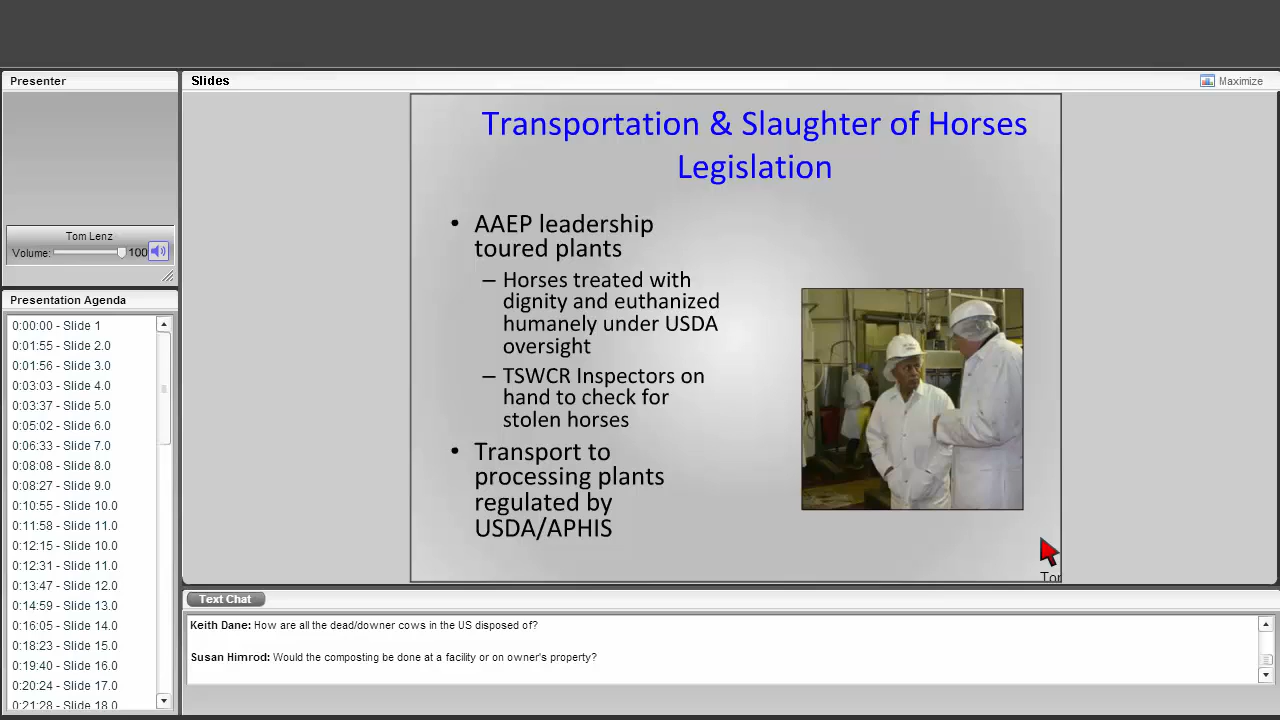 Presenter
Slides
Maximize
Tom Lenz
Volume: 100
Presentation Agenda
0:00:00 - Slide 1
0:01:55 - Slide 2.0
0:01:56 - Slide 3.0
0:03:03 - Slide 4.0
0:03:37 - Slide 5.0
0:05:02 - Slide 6.0
0:06:33 - Slide 7.0
0:08:08 - Slide 8.0
0:08:27 - Slide 9.0
0:10:55 - Slide 10.0
0:11:58 - Slide 11.0
0:12:15 - Slide 10.0
0:12:31 - Slide 11.0
0:13:47 - Slide 12.0
0:14:59 - Slide 13.0
0:16:05 - Slide 14.0
0:18:23 - Slide 15.0
0:19:40 - Slide 16.0
0:20:24 - Slide 17.0
0:21:28 - Slide 18.0
Transportation & Slaughter of Horses
Legislation
• AAEP leadership
toured plants
– Horses treated with
dignity and euthanized
humanely under USDA
oversight
– TSWCR Inspectors on
hand to check for
stolen horses
• Transport to
processing plants
regulated by
USDA/APHIS
Tor
Text Chat
Keith Dane: How are all the dead/downer cows in the US disposed of?
Susan Himrod: Would the composting be done at a facility or on owner's property?